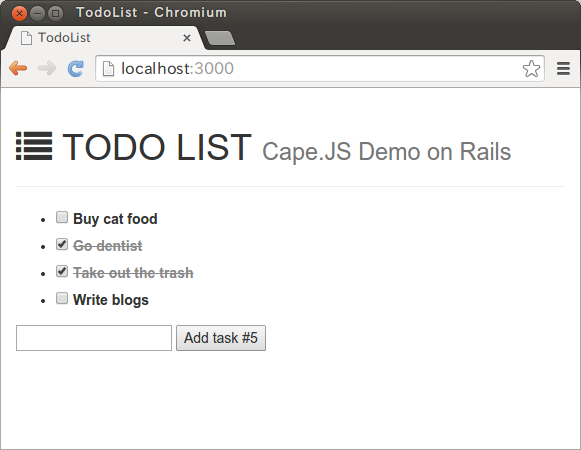 TodoList - Chromium
TodoList
localhost:3000
TODO LIST Cape.JS Demo on Rails
Buy cat food
Go dentist
Take out the trash
Write blogs
Add task #5